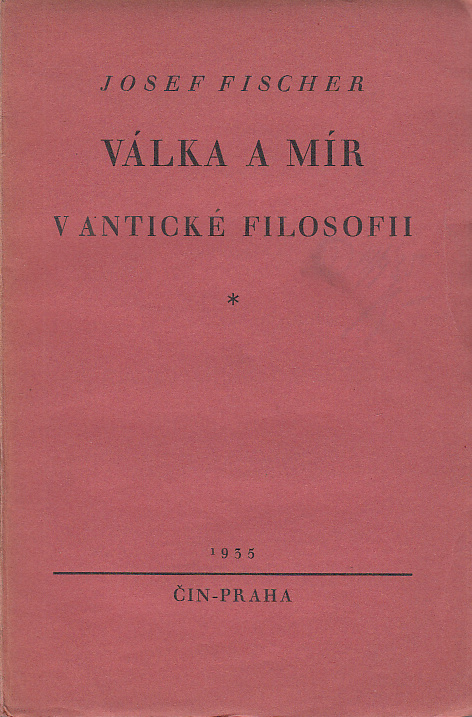 JOSEF FISCHER
VÁLKA A MÍR
V ANTICKÉ FILOSOFII
*
1935
ČIN-PRAHA